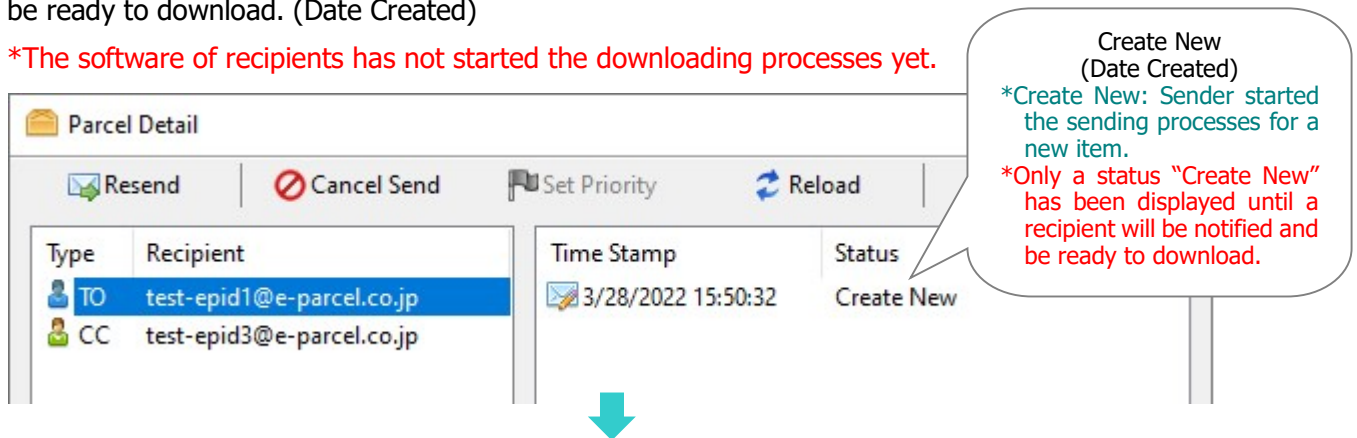 be ready to download. (Date Created)
*The software of recipients has not started the downloading processes yet.
Create New
(Date Created)
*Create New: Sender started
the sending processes for a
new item.
*Only a status “Create New”
has been displayed until a
recipient will be notified and
be ready to download.
Parcel Detail
Resend Cancel Send Set Priority Reload
Type Recipient Time Stamp Status
TO test-epid1@e-parcel.co.jp 3/28/2022 15:50:32 Create New
CC test-epid3@e-parcel.co.jp